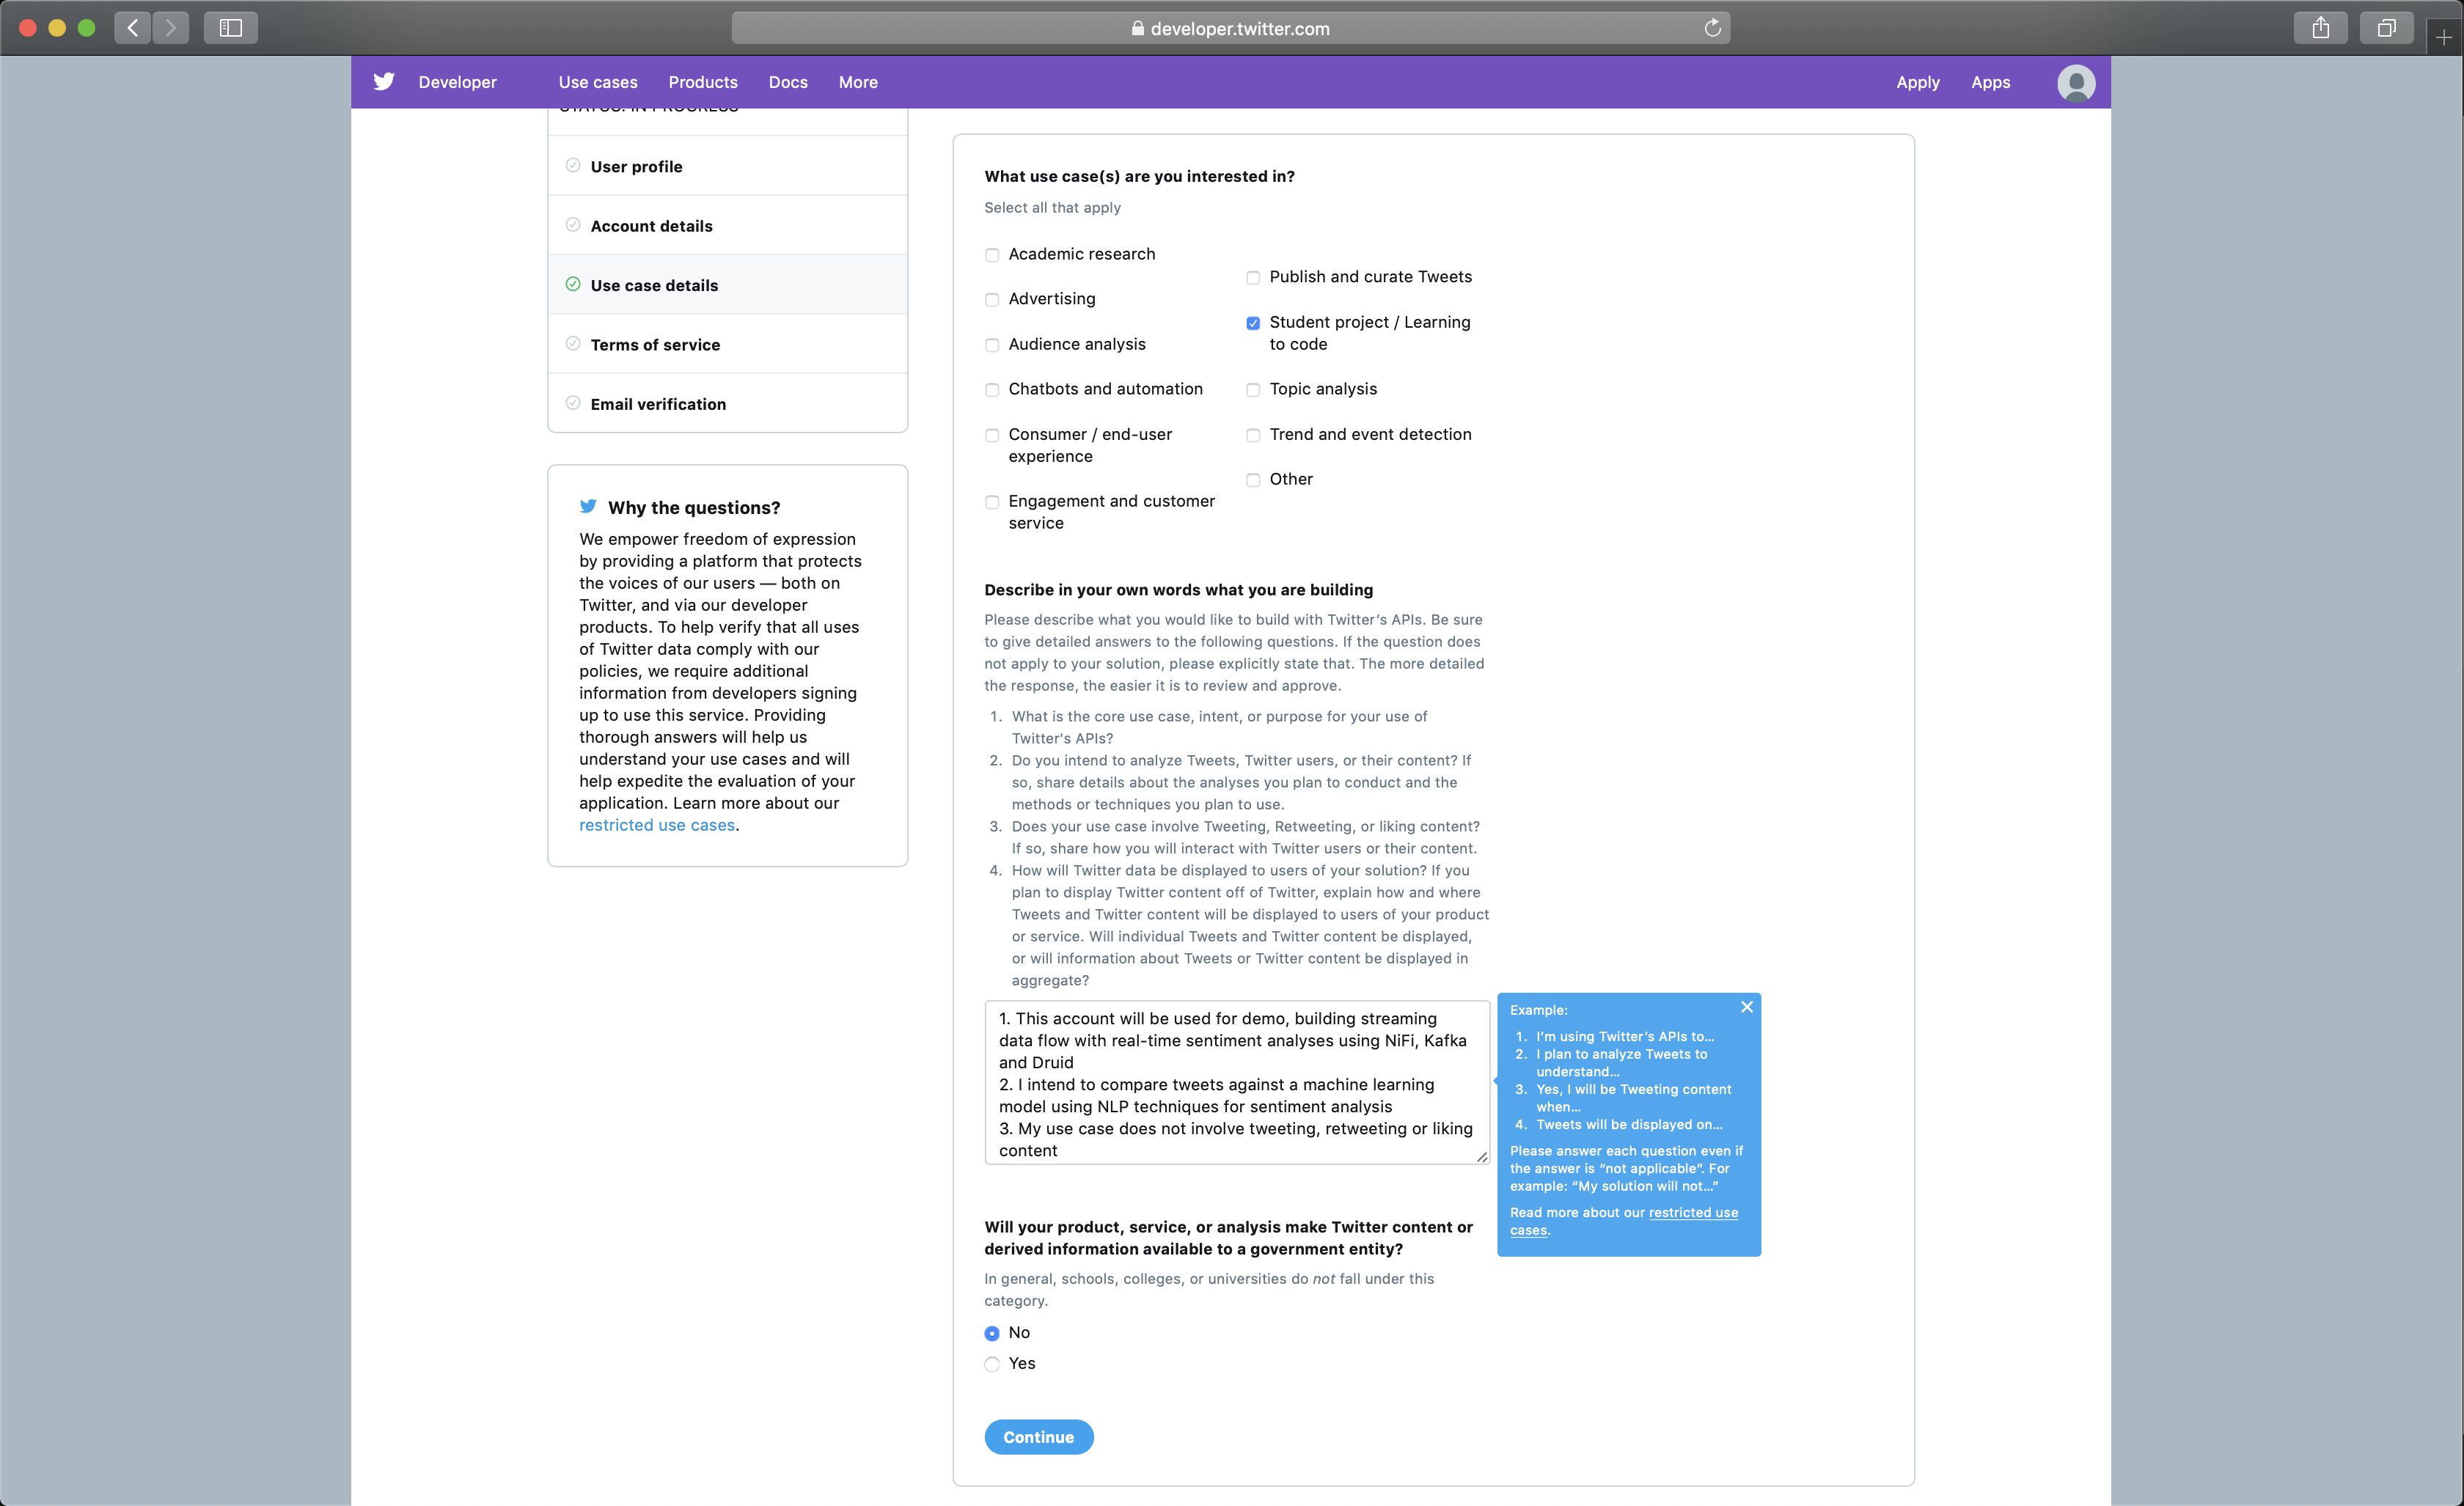 developer.twitter.com
Developer Use cases Products Docs More Apply Apps
STATUS: IN PROGRESS
User profile
Account details
Use case details
Terms of service
Email verification
Why the questions?
We empower freedom of expression
by providing a platform that protects
the voices of our users — both on
Twitter, and via our developer
products. To help verify that all uses
of Twitter data comply with our
policies, we require additional
information from developers signing
up to use this service. Providing
thorough answers will help us
understand your use cases and will
help expedite the evaluation of your
application. Learn more about our
restricted use cases.
What use case(s) are you interested in?
Select all that apply
Academic research
Advertising
Audience analysis
Chatbots and automation
Consumer / end-user
experience
Engagement and customer
service
Publish and curate Tweets
Student project / Learning
to code
Topic analysis
Trend and event detection
Other
Describe in your own words what you are building
Please describe what you would like to build with Twitter’s APIs. Be sure
to give detailed answers to the following questions. If the question does
not apply to your solution, please explicitly state that. The more detailed
the response, the easier it is to review and approve.
1. What is the core use case, intent, or purpose for your use of
Twitter's APIs?
2. Do you intend to analyze Tweets, Twitter users, or their content? If
so, share details about the analyses you plan to conduct and the
methods or techniques you plan to use.
3. Does your use case involve Tweeting, Retweeting, or liking content?
If so, share how you will interact with Twitter users or their content.
4. How will Twitter data be displayed to users of your solution? If you
plan to display Twitter content off of Twitter, explain how and where
Tweets and Twitter content will be displayed to users of your product
or service. Will individual Tweets and Twitter content be displayed,
or will information about Tweets or Twitter content be displayed in
aggregate?
1. This account will be used for demo, building streaming
data flow with real-time sentiment analyses using NiFi, Kafka
and Druid
2. I intend to compare tweets against a machine learning
model using NLP techniques for sentiment analysis
3. My use case does not involve tweeting, retweeting or liking
content
Example:
1. I’m using Twitter’s APIs to...
2. I plan to analyze Tweets to
understand...
3. Yes, I will be Tweeting content
when...
4. Tweets will be displayed on...
Please answer each question even if
the answer is “not applicable”. For
example: “My solution will not...”
Read more about our restricted use
cases.
Will your product, service, or analysis make Twitter content or
derived information available to a government entity?
In general, schools, colleges, or universities do not fall under this
category.
No
Yes
Continue